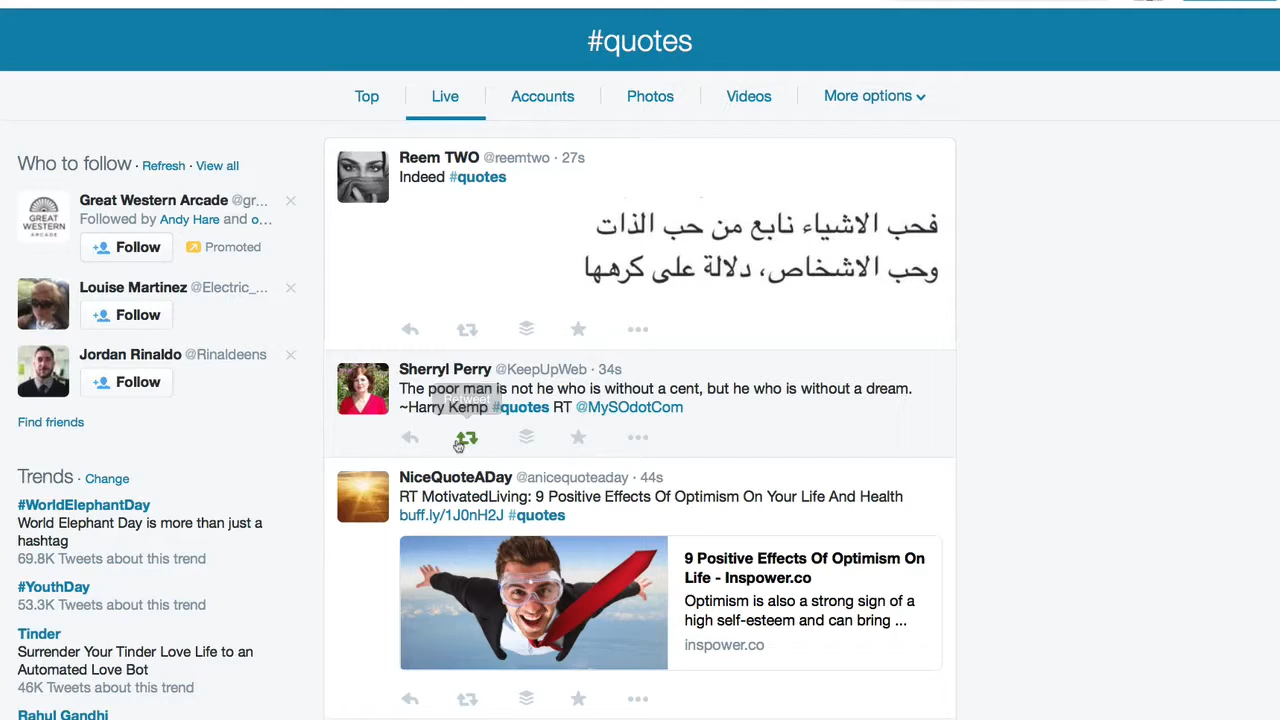 #quotes
Top
Live
Accounts
Photos
Videos
More options
Who to follow · Refresh · View all
GREAT
WESTERN
ARCADE
Great Western Arcade @gr...
Followed by Andy Hare and o...
Follow
Promoted
Louise Martinez @Electric_...
Follow
Jordan Rinaldo @Rinaldeens
Follow
Find friends
Trends · Change
#WorldElephantDay
World Elephant Day is more than just a
hashtag
69.8K Tweets about this trend
#YouthDay
53.3K Tweets about this trend
Tinder
Surrender Your Tinder Love Life to an
Automated Love Bot
46K Tweets about this trend
Rahul Gandhi
Reem TWO @reemtwo · 27s
Indeed #quotes
فحب الاشياء نابع من حب الذات
وحب الاشخاص، دلالة على كرهها
Sherryl Perry @KeepUpWeb · 34s
The poor man is not he who is without a cent, but he who is without a dream.
Retweet
~Harry Kemp #quotes RT @MySOdotCom
NiceQuoteADay @anicequoteaday · 44s
RT MotivatedLiving: 9 Positive Effects Of Optimism On Your Life And Health
buff.ly/1J0nH2J #quotes
9 Positive Effects Of Optimism On
Life - Inspower.co
Optimism is also a strong sign of a
high self-esteem and can bring ...
inspower.co